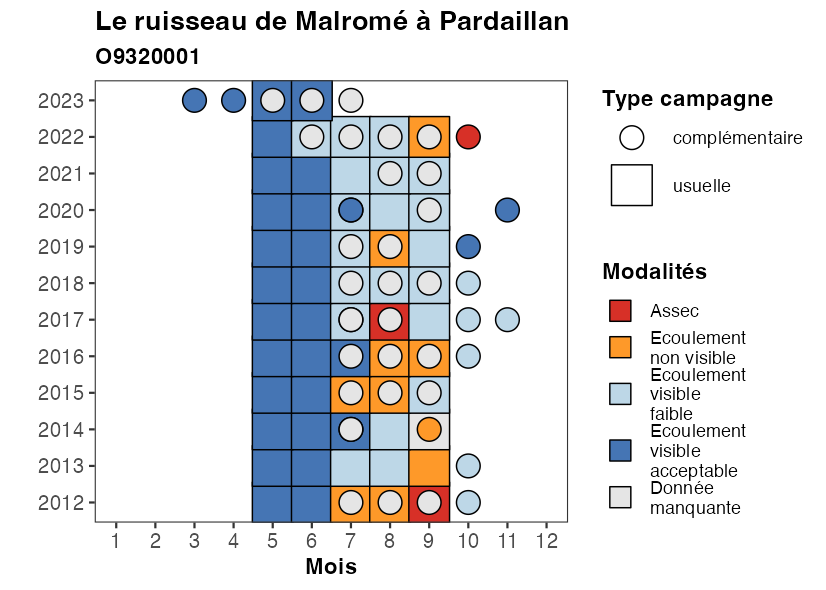 Le ruisseau de Malromé à Pardaillan
O9320001
2023
2022
2021
2020
2019
2018
2017
2016
2015
2014
2013
2012
1 2 3 4 5 6 7 8 9 10 11 12
Mois
Type campagne
complémentaire
usuelle
Modalités
Assec
Ecoulement
non visible
Ecoulement
visible
faible
Ecoulement
visible
acceptable
Donnée
manquante